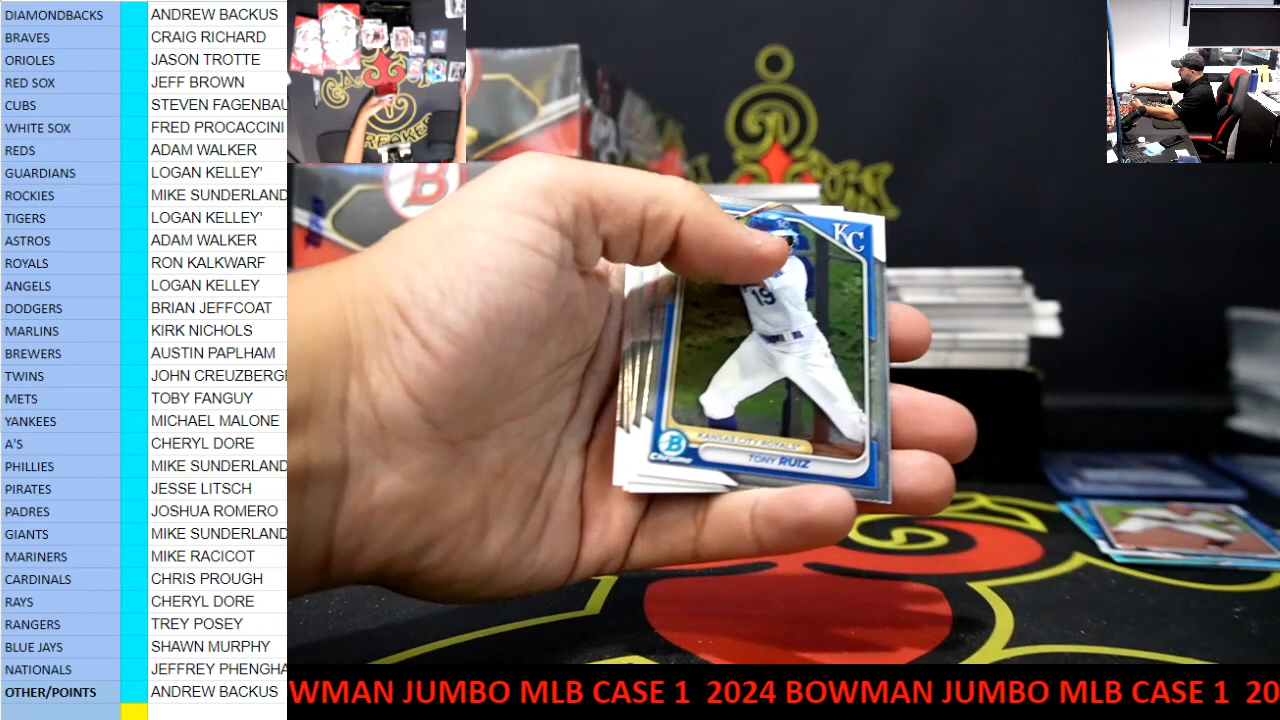 DIAMONDBACKS ANDREW BACKUS
BRAVES CRAIG RICHARD
ORIOLES JASON TROTTE
RED SOX JEFF BROWN
CUBS STEVEN FAGENBAU
WHITE SOX FRED PROCACCINI
REDS ADAM WALKER
GUARDIANS LOGAN KELLEY'
ROCKIES MIKE SUNDERLAND
TIGERS LOGAN KELLEY'
ASTROS ADAM WALKER
ROYALS RON KALKWARF
ANGELS LOGAN KELLEY
DODGERS BRIAN JEFFCOAT
MARLINS KIRK NICHOLS
BREWERS AUSTIN PAPLHAM
TWINS JOHN CREUZBERGE
METS TOBY FANGUY
YANKEES MICHAEL MALONE
A'S CHERYL DORE
PHILLIES MIKE SUNDERLAND
PIRATES JESSE LITSCH
PADRES JOSHUA ROMERO
GIANTS MIKE SUNDERLAND
MARINERS MIKE RACICOT
CARDINALS CHRIS PROUGH
RAYS CHERYL DORE
RANGERS TREY POSEY
BLUE JAYS SHAWN MURPHY
NATIONALS JEFFREY PHENGHA
OTHER/POINTS ANDREW BACKUS
B
KC
19
KANSAS CITY ROYALS
B
Chrome
TONY RUIZ
WMAN JUMBO MLB CASE 1 2024 BOWMAN JUMBO MLB CASE 1 20